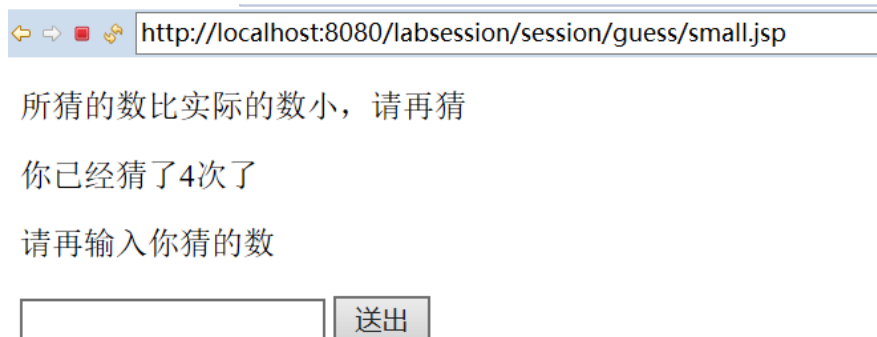 http://localhost:8080/labsession/session/guess/small.jsp
所猜的数比实际的数小，请再猜
你已经猜了4次了
请再输入你猜的数
送出